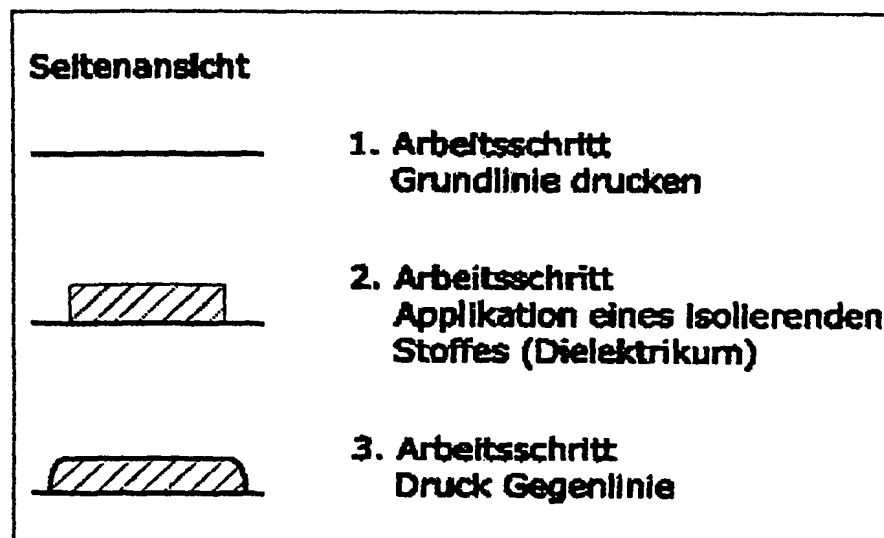 Seitenansicht
1. Arbeitsschritt
Grundlinie drucken
2. Arbeitsschritt
Applikation eines isolierenden
Stoffes (Dielektrikum)
3. Arbeitsschritt
Druck Gegenlinie